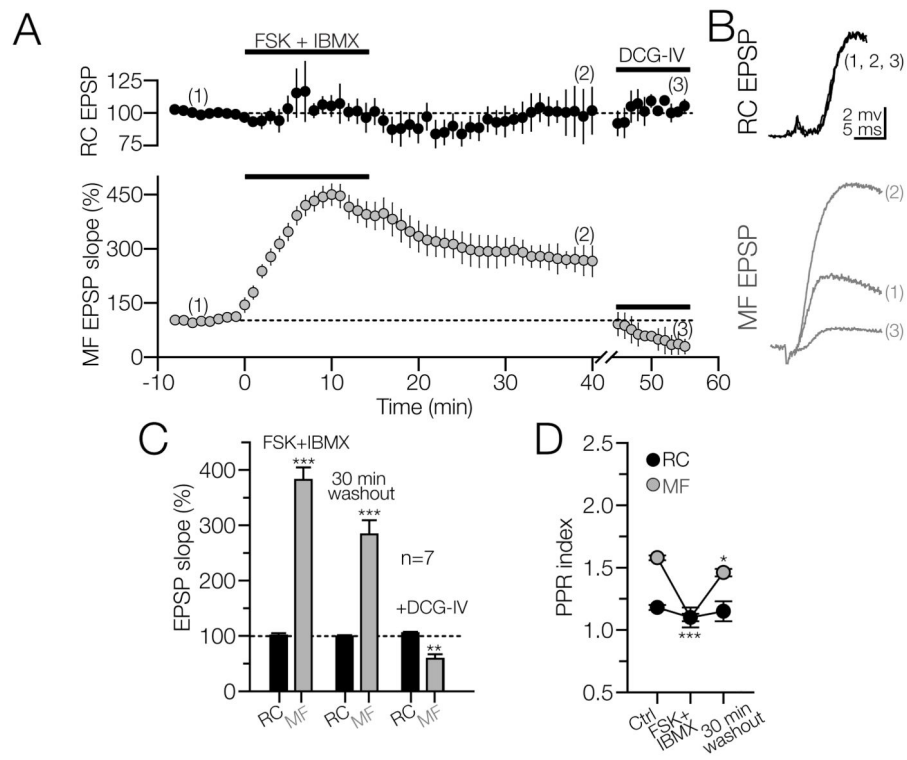 A
FSK + IBMX
DCG-IV
RC EPSP
125
100
75
(1)
(2)
(3)
MF EPSP slope (%)
450
300
150
0
(1)
(2)
(3)
-10 0 10 20 30 40 50 60
Time (min)
B
RC EPSP
(1, 2, 3)
2 mv
5 ms
MF EPSP
(2)
(1)
(3)
C
FSK+IBMX
***
30 min
washout
***
n=7
+DCG-IV
**
EPSP slope (%)
400
300
200
100
0
RC MF RC MF RC MF
D
RC
MF
PPR index
2.5
2.0
1.5
1.0
0.5
*
***
Ctrl
FSK+
IBMX
30 min
washout